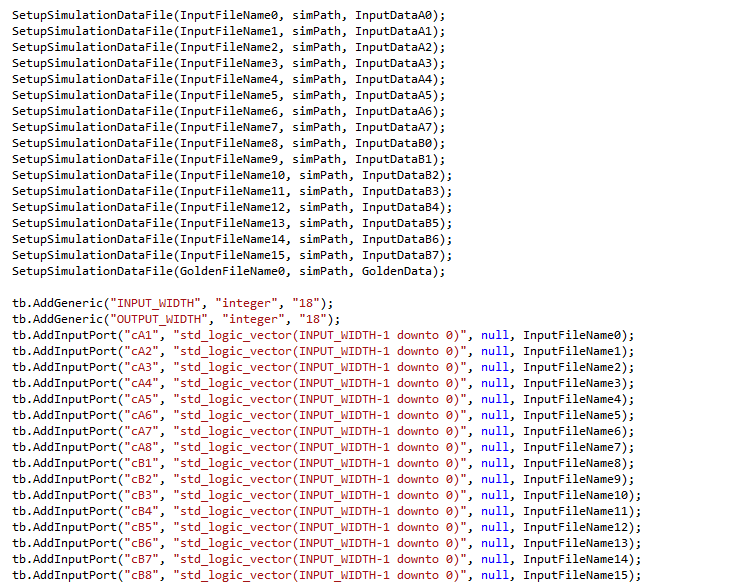 SetupSimulationDataFile(InputFileName0, simPath, InputDataA0);
SetupSimulationDataFile(InputFileName1, simPath, InputDataA1);
SetupSimulationDataFile(InputFileName2, simPath, InputDataA2);
SetupSimulationDataFile(InputFileName3, simPath, InputDataA3);
SetupSimulationDataFile(InputFileName4, simPath, InputDataA4);
SetupSimulationDataFile(InputFileName5, simPath, InputDataA5);
SetupSimulationDataFile(InputFileName6, simPath, InputDataA6);
SetupSimulationDataFile(InputFileName7, simPath, InputDataA7);
SetupSimulationDataFile(InputFileName8, simPath, InputDataB0);
SetupSimulationDataFile(InputFileName9, simPath, InputDataB1);
SetupSimulationDataFile(InputFileName10, simPath, InputDataB2);
SetupSimulationDataFile(InputFileName11, simPath, InputDataB3);
SetupSimulationDataFile(InputFileName12, simPath, InputDataB4);
SetupSimulationDataFile(InputFileName13, simPath, InputDataB5);
SetupSimulationDataFile(InputFileName14, simPath, InputDataB6);
SetupSimulationDataFile(InputFileName15, simPath, InputDataB7);
SetupSimulationDataFile(GoldenFileName0, simPath, GoldenData);

tb.AddGeneric("INPUT_WIDTH", "integer", "18");
tb.AddGeneric("OUTPUT_WIDTH", "integer", "18");
tb.AddInputPort("cA1", "std_logic_vector(INPUT_WIDTH-1 downto 0)", null, InputFileName0);
tb.AddInputPort("cA2", "std_logic_vector(INPUT_WIDTH-1 downto 0)", null, InputFileName1);
tb.AddInputPort("cA3", "std_logic_vector(INPUT_WIDTH-1 downto 0)", null, InputFileName2);
tb.AddInputPort("cA4", "std_logic_vector(INPUT_WIDTH-1 downto 0)", null, InputFileName3);
tb.AddInputPort("cA5", "std_logic_vector(INPUT_WIDTH-1 downto 0)", null, InputFileName4);
tb.AddInputPort("cA6", "std_logic_vector(INPUT_WIDTH-1 downto 0)", null, InputFileName5);
tb.AddInputPort("cA7", "std_logic_vector(INPUT_WIDTH-1 downto 0)", null, InputFileName6);
tb.AddInputPort("cA8", "std_logic_vector(INPUT_WIDTH-1 downto 0)", null, InputFileName7);
tb.AddInputPort("cB1", "std_logic_vector(INPUT_WIDTH-1 downto 0)", null, InputFileName8);
tb.AddInputPort("cB2", "std_logic_vector(INPUT_WIDTH-1 downto 0)", null, InputFileName9);
tb.AddInputPort("cB3", "std_logic_vector(INPUT_WIDTH-1 downto 0)", null, InputFileName10);
tb.AddInputPort("cB4", "std_logic_vector(INPUT_WIDTH-1 downto 0)", null, InputFileName11);
tb.AddInputPort("cB5", "std_logic_vector(INPUT_WIDTH-1 downto 0)", null, InputFileName12);
tb.AddInputPort("cB6", "std_logic_vector(INPUT_WIDTH-1 downto 0)", null, InputFileName13);
tb.AddInputPort("cB7", "std_logic_vector(INPUT_WIDTH-1 downto 0)", null, InputFileName14);
tb.AddInputPort("cB8", "std_logic_vector(INPUT_WIDTH-1 downto 0)", null, InputFileName15);